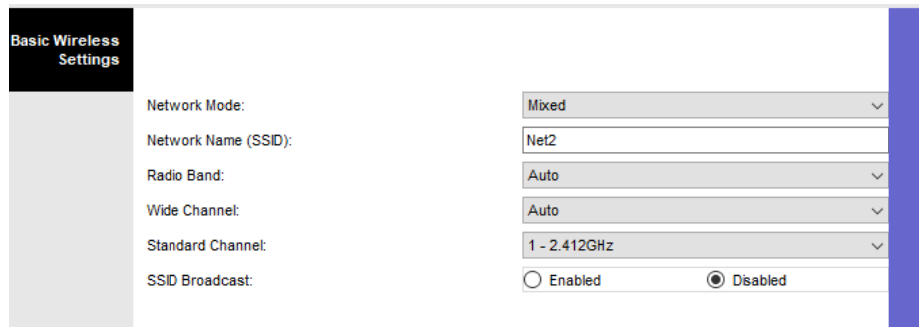 Basic Wireless
Settings
Network Mode: Mixed
Network Name (SSID): Net2
Radio Band: Auto
Wide Channel: Auto
Standard Channel: 1 - 2.412GHz
SSID Broadcast: Enabled Disabled